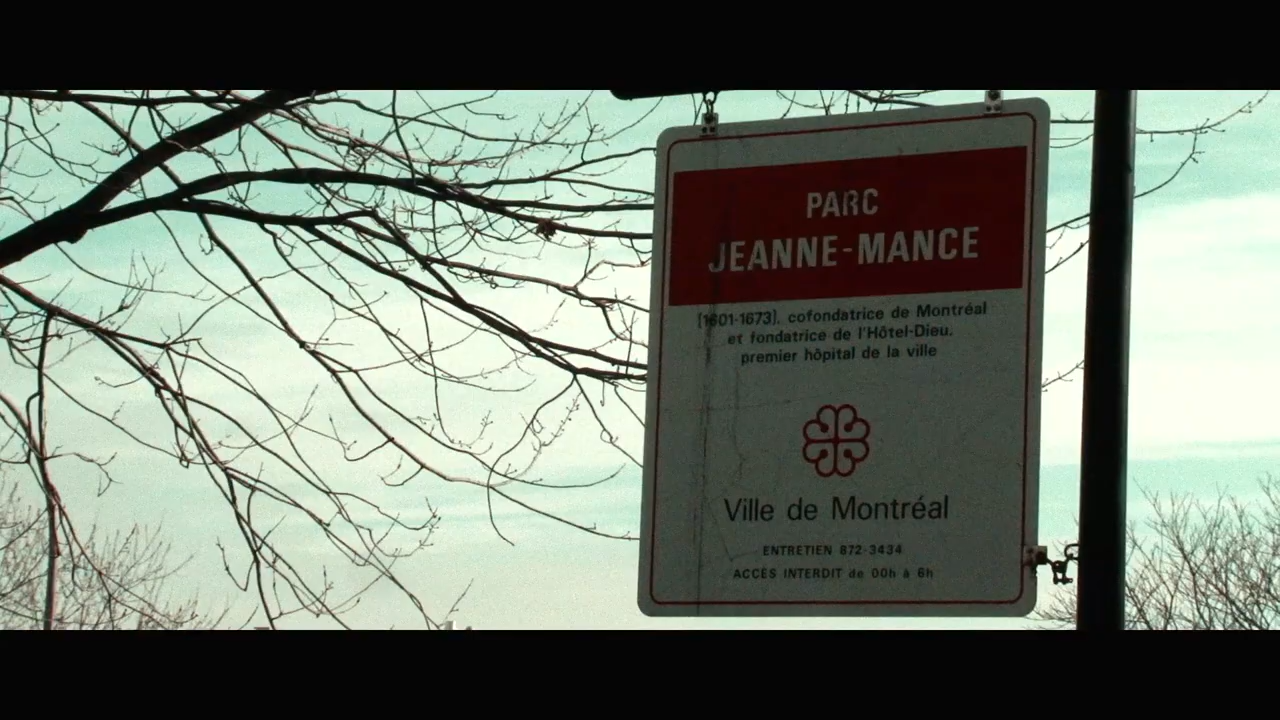 PARC
JEANNE-MANCE
(1601-1673), cofondatrice de Montréal
et fondatrice de l'Hôtel-Dieu.
premier hôpital de la ville
Ville de Montréal
ENTRETIEN 872-3434
ACCÈS INTERDIT de 00h à 6h